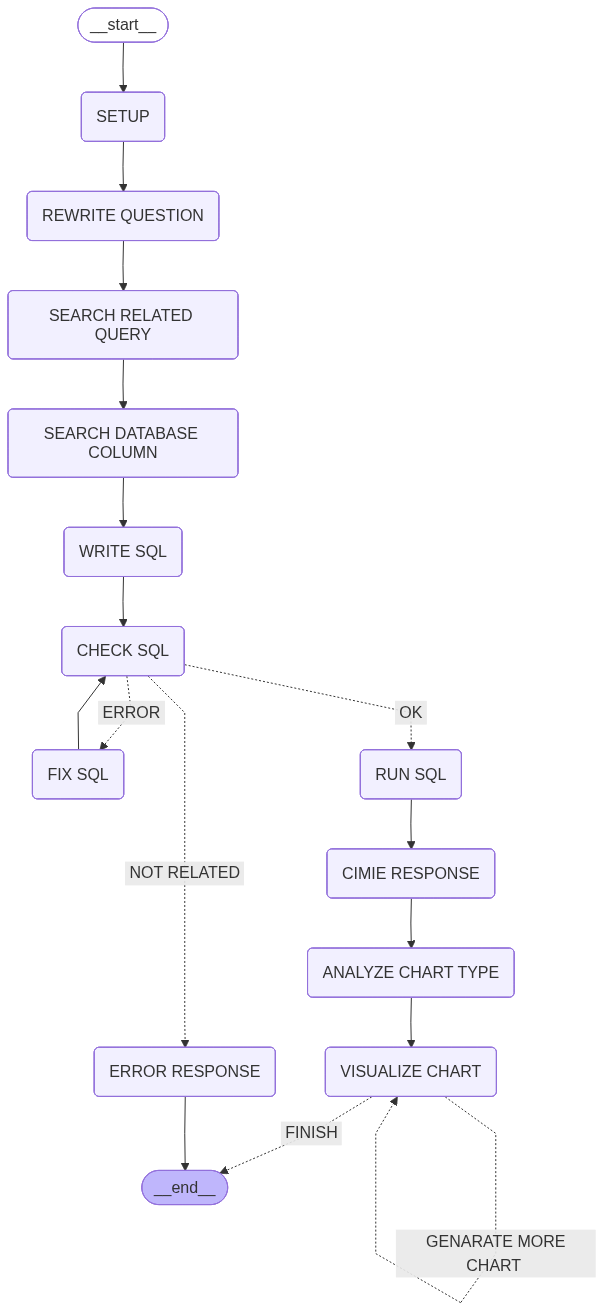 __start__
SETUP
REWRITE QUESTION
SEARCH RELATED
QUERY
SEARCH DATABASE
COLUMN
WRITE SQL
CHECK SQL
ERROR
OK
FIX SQL
RUN SQL
NOT RELATED
CIMIE RESPONSE
ANALYZE CHART TYPE
ERROR RESPONSE
VISUALIZE CHART
FINISH
__end__
GENARATE MORE
CHART